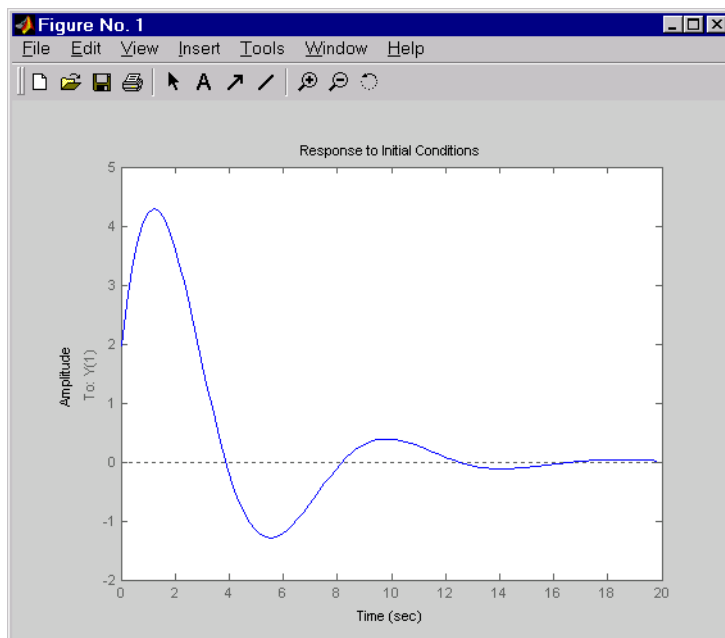 Figure No. 1
File Edit View Insert Tools Window Help
A
Response to Initial Conditions
Amplitude
To: Y(1)
5
4
3
2
1
0
-1
-2
0 2 4 6 8 10 12 14 16 18 20
Time (sec)